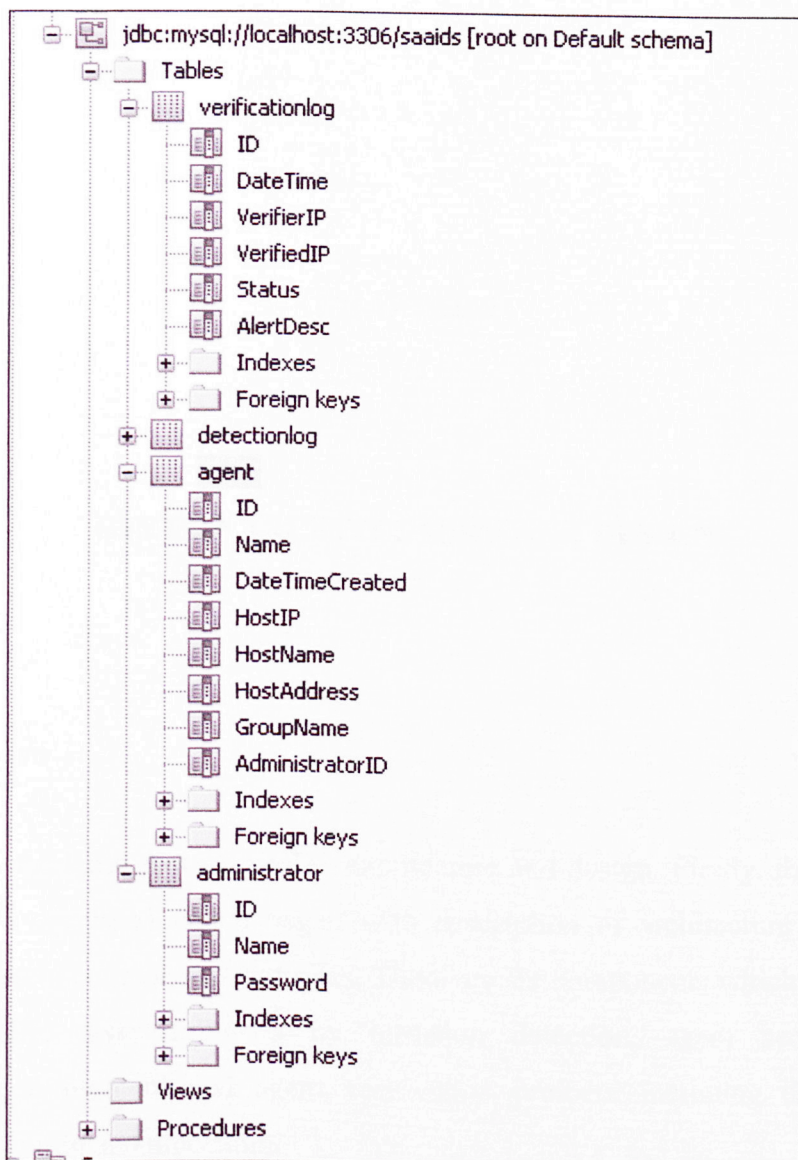 jdbc:mysql://localhost:3306/saaids [root on Default schema]
Tables
verificationlog
ID
DateTime
VerifierIP
VerifiedIP
Status
AlertDesc
Indexes
Foreign keys
detectionlog
agent
ID
Name
DateTimeCreated
HostIP
HostName
HostAddress
GroupName
AdministratorID
Indexes
Foreign keys
administrator
ID
Name
Password
Indexes
Foreign keys
Views
Procedures